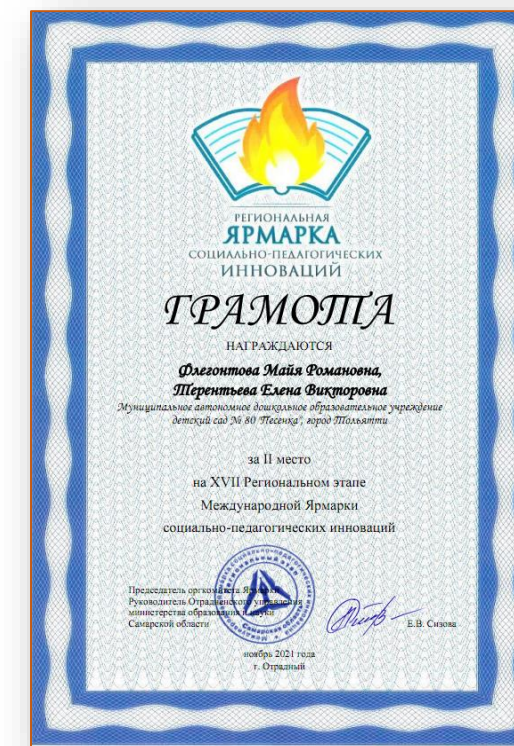 РЕГИОНАЛЬНАЯ
ЯРМАРКА
СОЦИАЛЬНО-ПЕДАГОГИЧЕСКИХ
ИННОВАЦИЙ
ГРАМОТА
НАГРАЖДАЮТСЯ
Флегонтова Майя Романовна,
Терентьева Елена Викторовна
Муниципальное автономное дошкольное образовательное учреждение
детский сад № 80 "Песенка", город Тольятти
за II место
на XVII Региональном этапе
Международной Ярмарки
социально-педагогических инноваций
Председатель оргкомитета Ярмарки
Руководитель Отрадненского управления
министерства образования и науки
Самарской области
Е.В. Сизова
Самарская область
ноябрь 2021 года
г. Отрадный